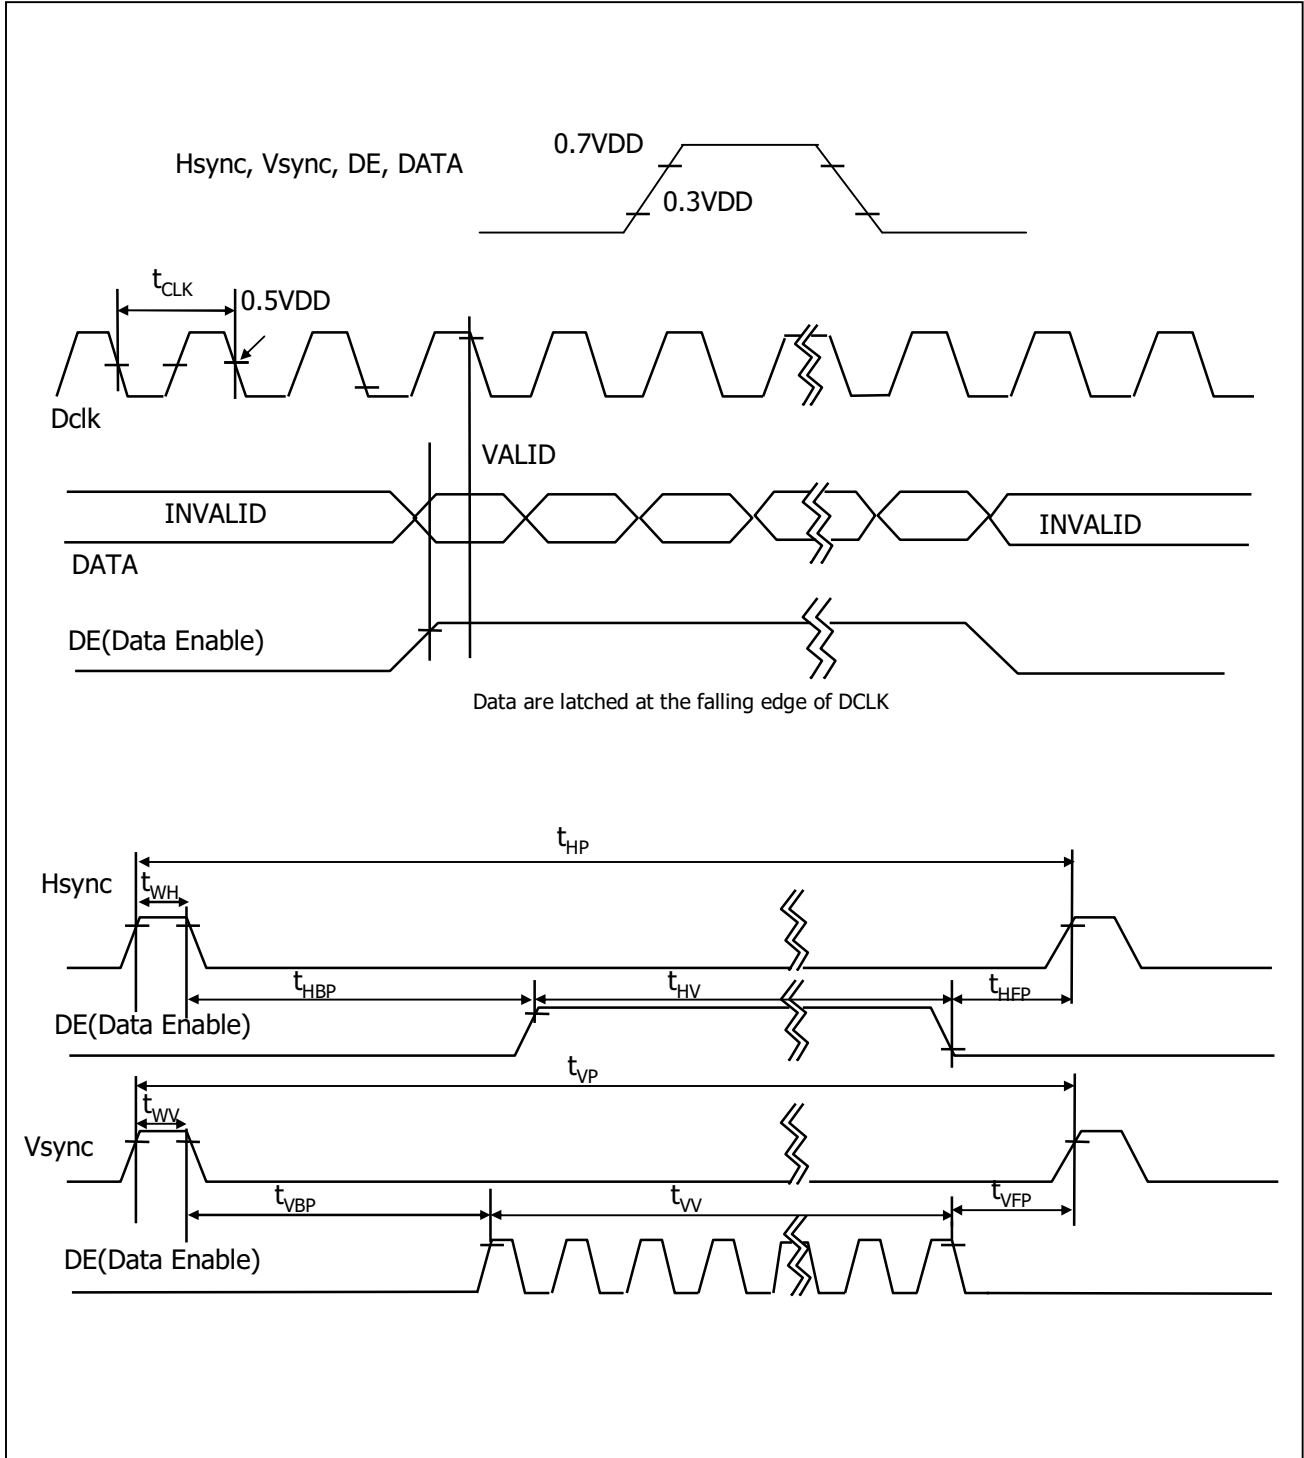 0.7VDD
Hsync, Vsync, DE, DATA
0.3VDD
tCLK
0.5VDD
Dclk
VALID
INVALID
INVALID
DATA
DE(Data Enable)
Data are latched at the falling edge of DCLK
tHP
Hsync
tWH
tHBP
tHV
tHFP
DE(Data Enable)
tVP
tWV
Vsync
tVBP
tVV
tVFP
DE(Data Enable)